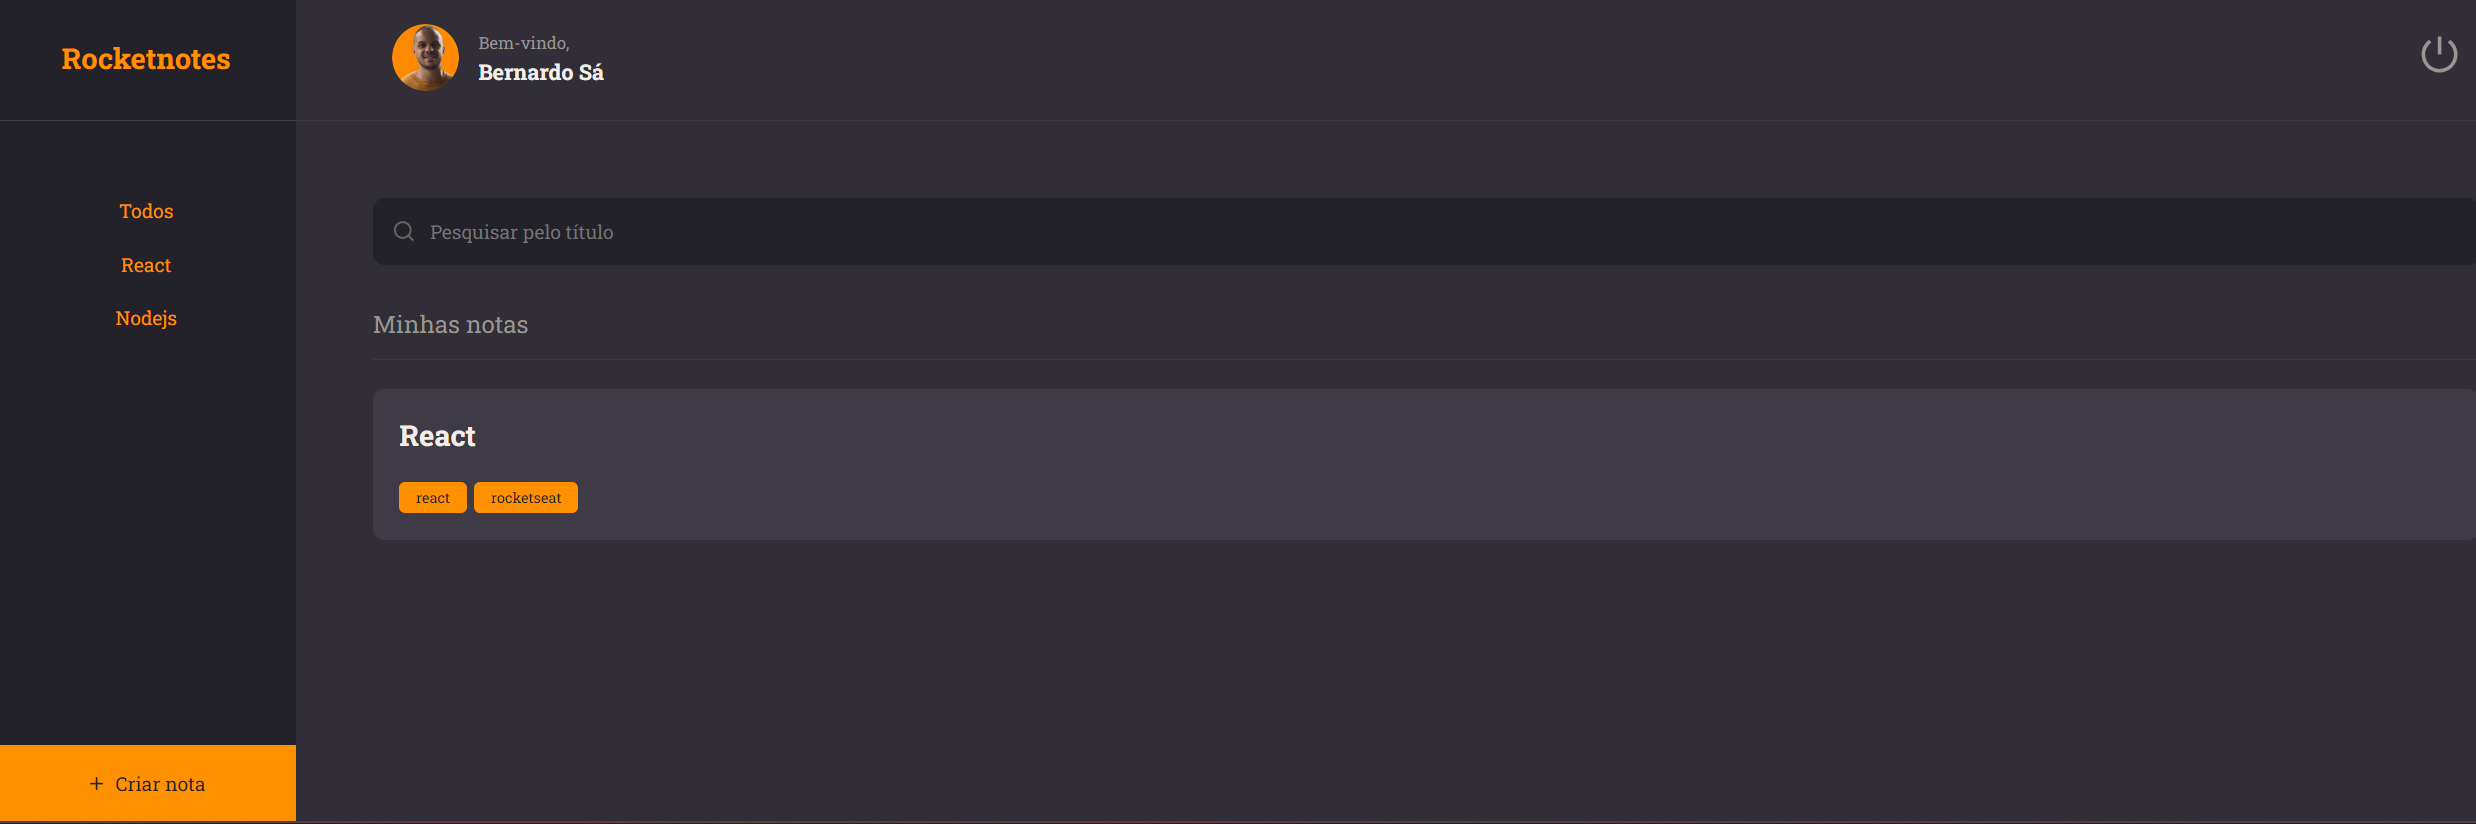 Rocketnotes
Bem-vindo,
Bernardo Sá
Todos
React
Nodejs
+ Criar nota
Pesquisar pelo título
Minhas notas
React
react rocketseat